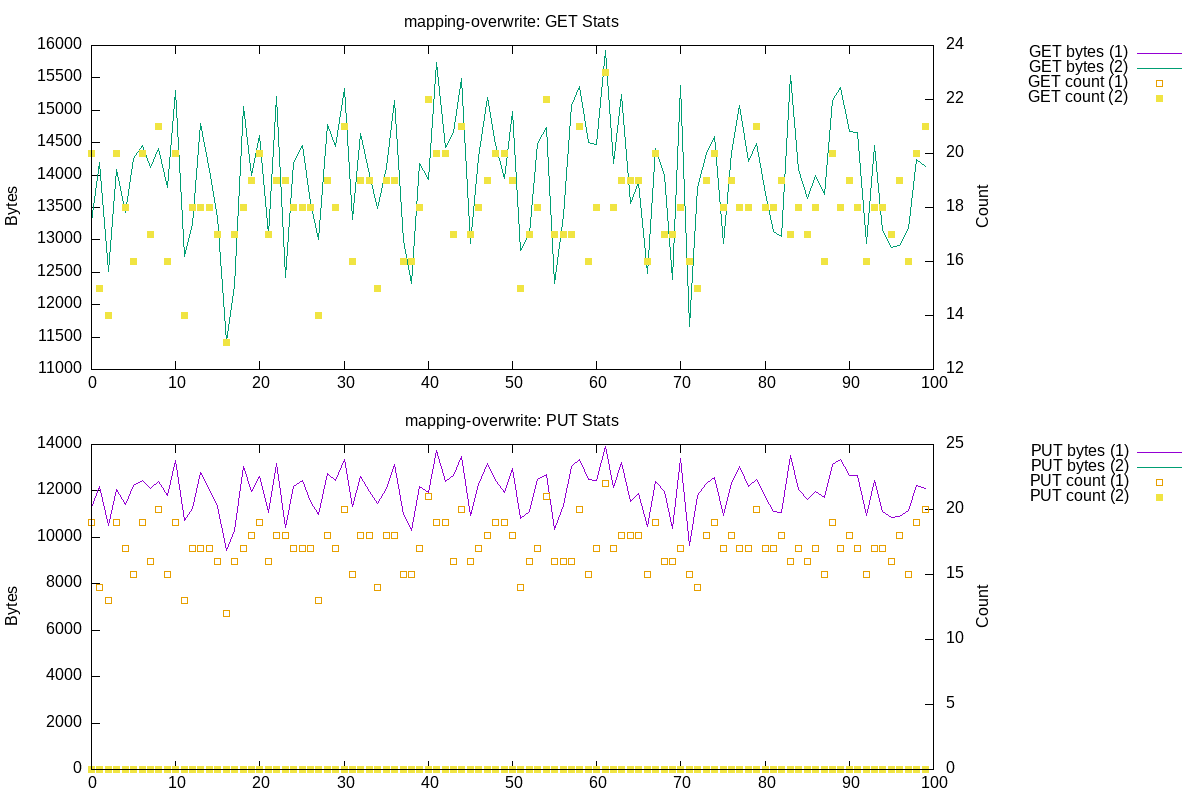 mapping-overwrite: GET Stats
16000
15500
15000
14500
14000
13500
13000
12500
12000
11500
11000
Bytes
24
22
20
18
16
14
12
Count
0 10 20 30 40 50 60 70 80 90 100
GET bytes (1)
GET bytes (2)
GET count (1)
GET count (2)
mapping-overwrite: PUT Stats
14000
12000
10000
8000
6000
4000
2000
0
Bytes
25
20
15
10
5
0
Count
0 10 20 30 40 50 60 70 80 90 100
PUT bytes (1)
PUT bytes (2)
PUT count (1)
PUT count (2)